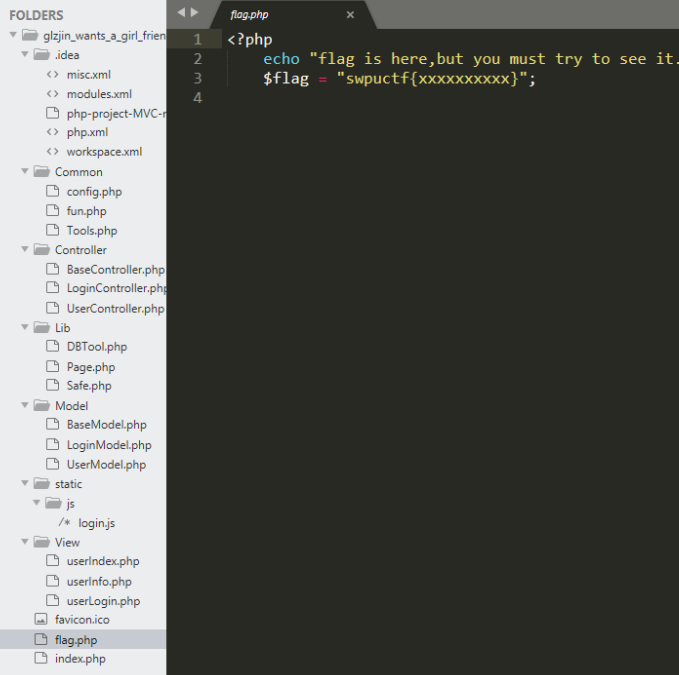 FOLDERS
glzjin_wants_a_girl_frien
.idea
<> misc.xml
<> modules.xml
php-project-MVC-r
<> php.xml
<> workspace.xml
Common
config.php
fun.php
Tools.php
Controller
BaseController.php
LoginController.php
UserController.php
Lib
DBTool.php
Page.php
Safe.php
Model
BaseModel.php
LoginModel.php
UserModel.php
static
js
/* login.js
View
userIndex.php
userInfo.php
userLogin.php
favicon.ico
flag.php
index.php
flag.php ×
1 <?php
2 echo "flag is here,but you must try to see it.
3 $flag = "swpuctf{xxxxxxxxxx}";
4